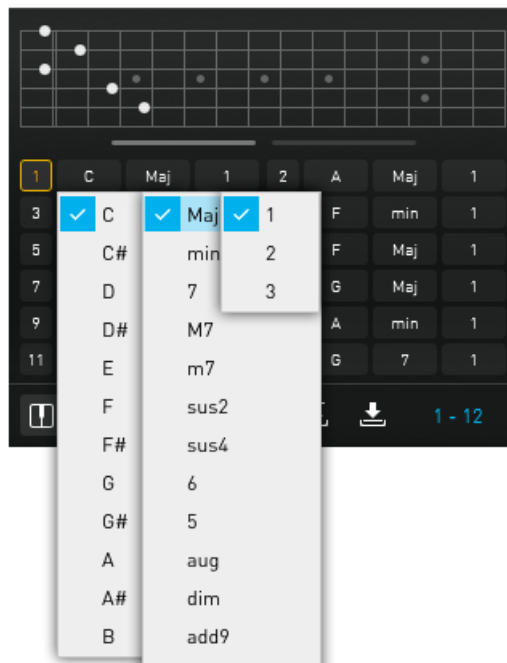 1 C Maj 1 2 A Maj 1
3 C Maj 1 F min 1
C# min 2
5 F Maj 1
D 7 3
7 G Maj 1
D# M7
9 A min 1
E m7
11 G 7 1
F sus2
1 - 12
F# sus4
G 6
G# 5
A aug
A# dim
B add9